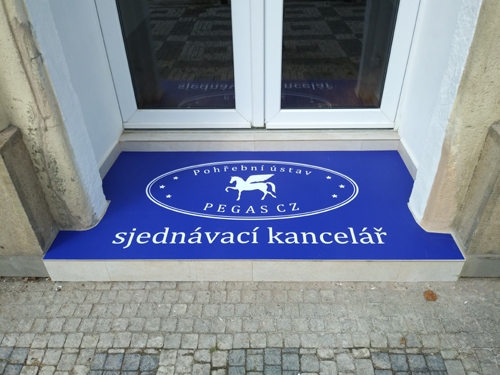 Pohřební ústav
PEGAS CZ
sjednávací kancelář